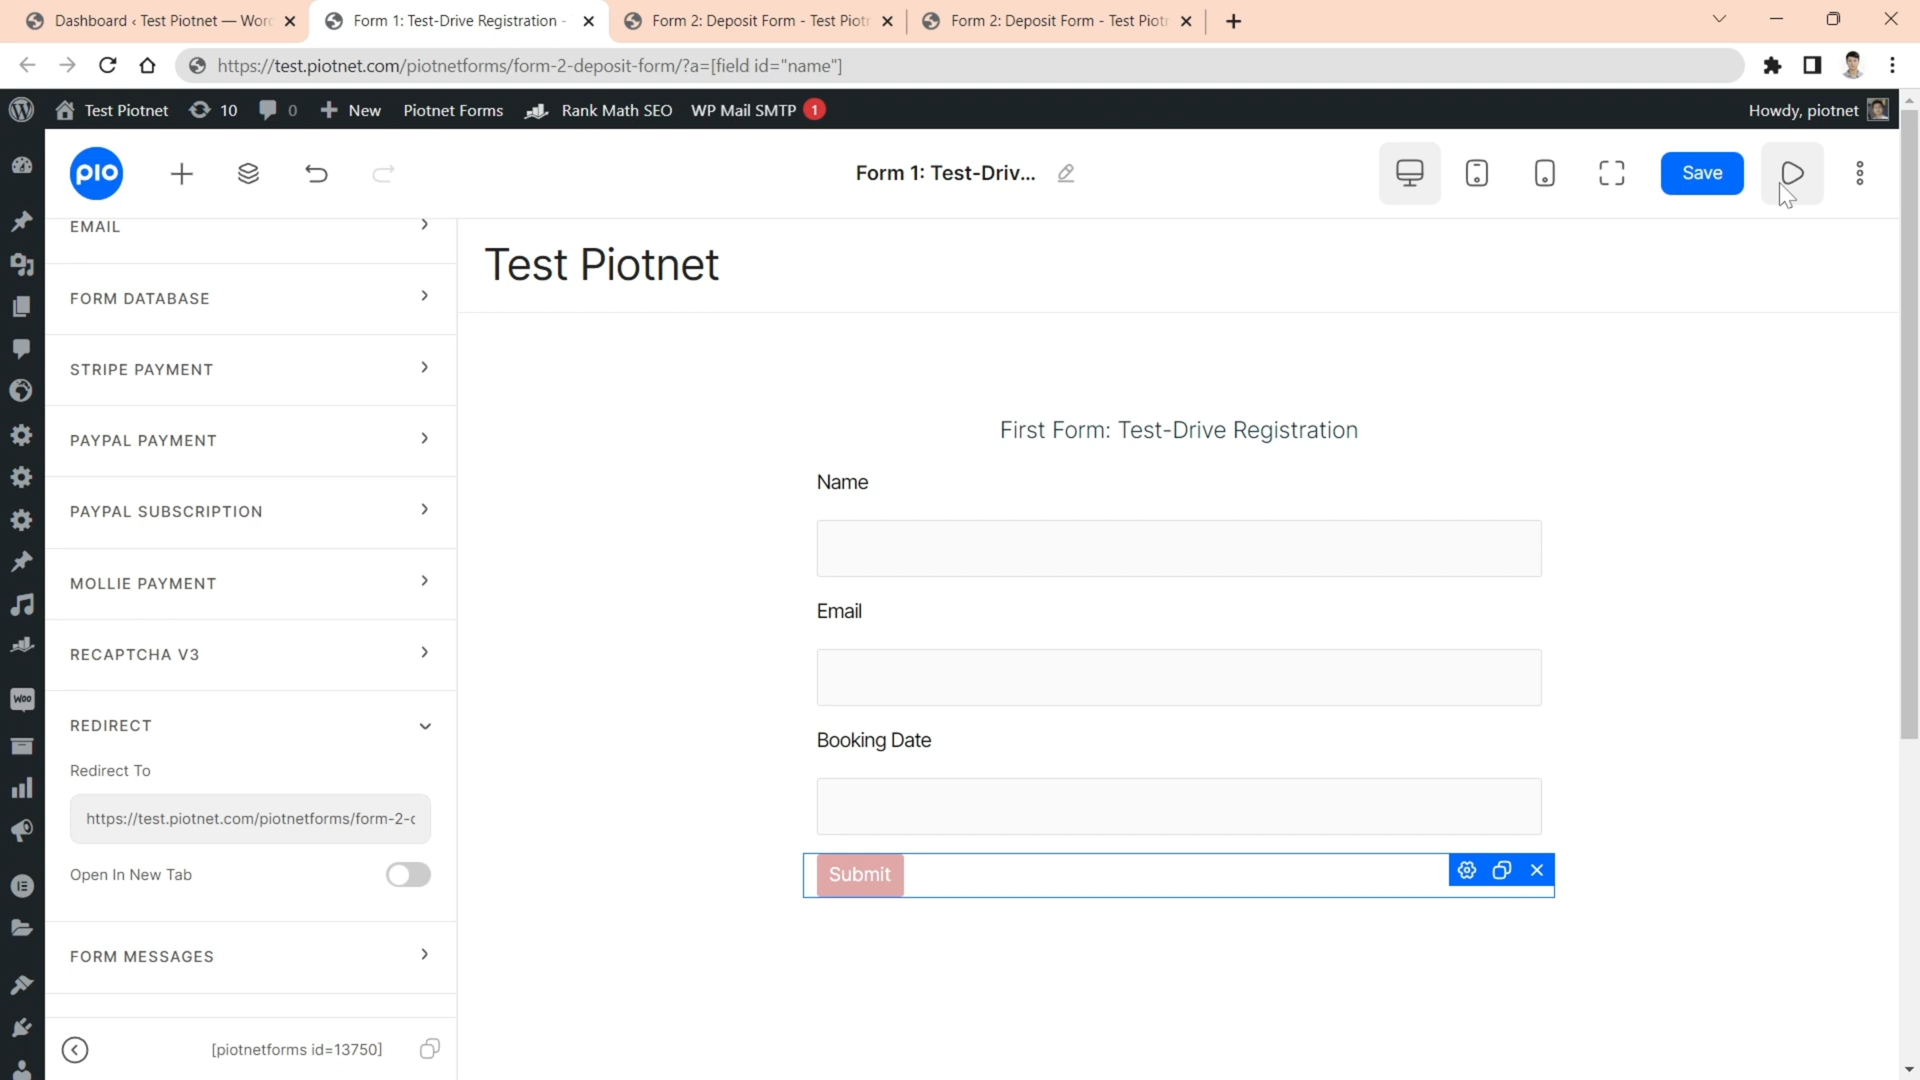 Dashboard ‹ Test Piotnet — Wor
Form 1: Test-Drive Registration -
Form 2: Deposit Form - Test Piotr
Form 2: Deposit Form - Test Piotr
https://test.piotnet.com/piotnetforms/form-2-deposit-form/?a=[field id="name"]
Test Piotnet
10
0
New
Piotnet Forms
Rank Math SEO
WP Mail SMTP
1
Howdy, piotnet
pio
Form 1: Test-Driv...
Save
EMAIL
FORM DATABASE
STRIPE PAYMENT
PAYPAL PAYMENT
PAYPAL SUBSCRIPTION
MOLLIE PAYMENT
RECAPTCHA V3
REDIRECT
Redirect To
https://test.piotnet.com/piotnetforms/form-2-
Open In New Tab
FORM MESSAGES
[piotnetforms id=13750]
Woo
Test Piotnet
First Form: Test-Drive Registration
Name
Email
Booking Date
Submit